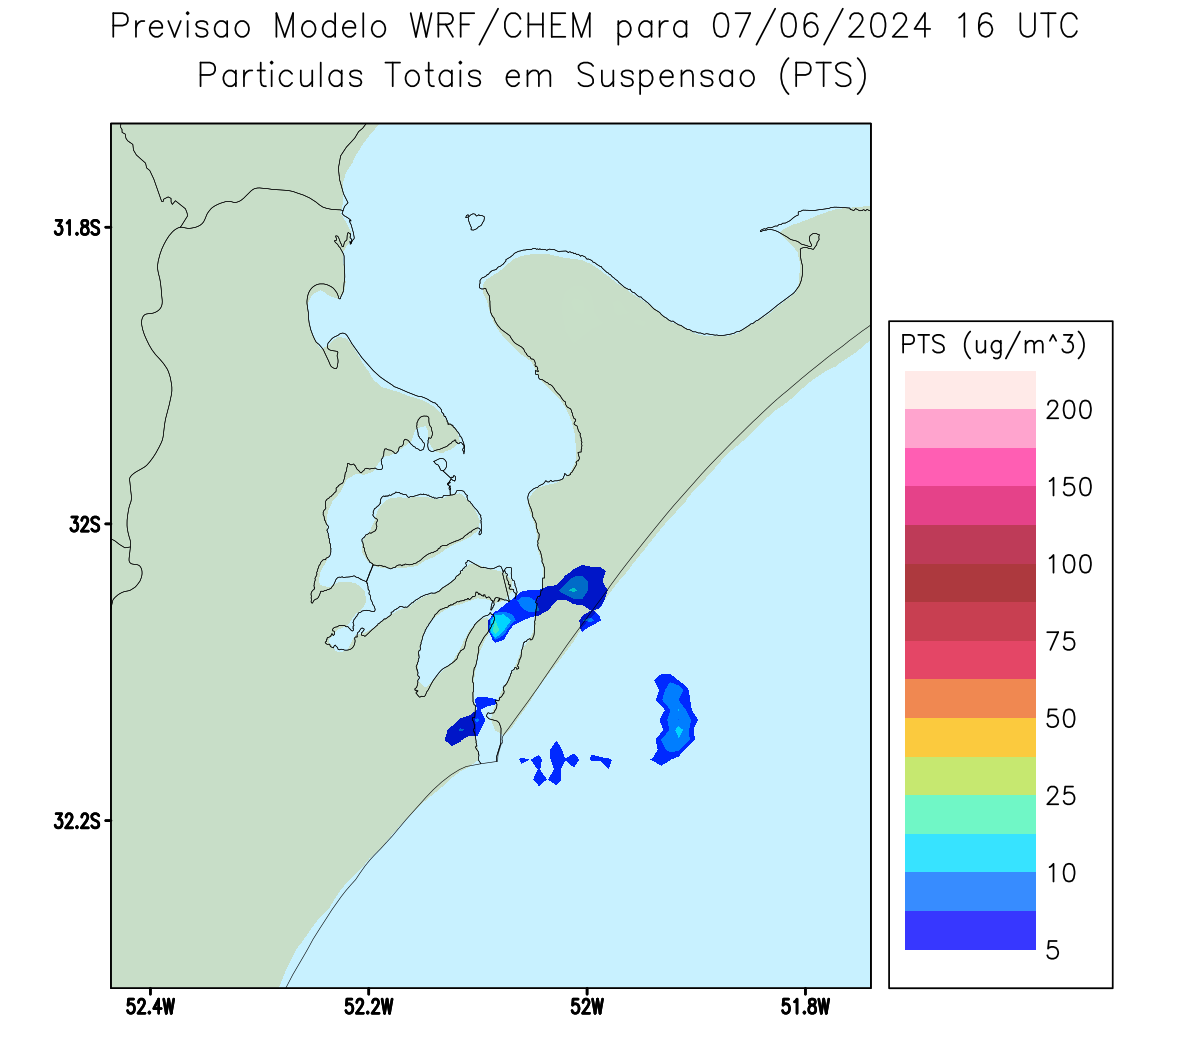 Previsao Modelo WRF/CHEM para 07/06/2024 16 UTC
Particulas Totais em Suspensao (PTS)
31.8S
32S
32.2S
52.4W
52.2W
52W
51.8W
PTS (ug/m^3)
200
150
100
75
50
25
10
5